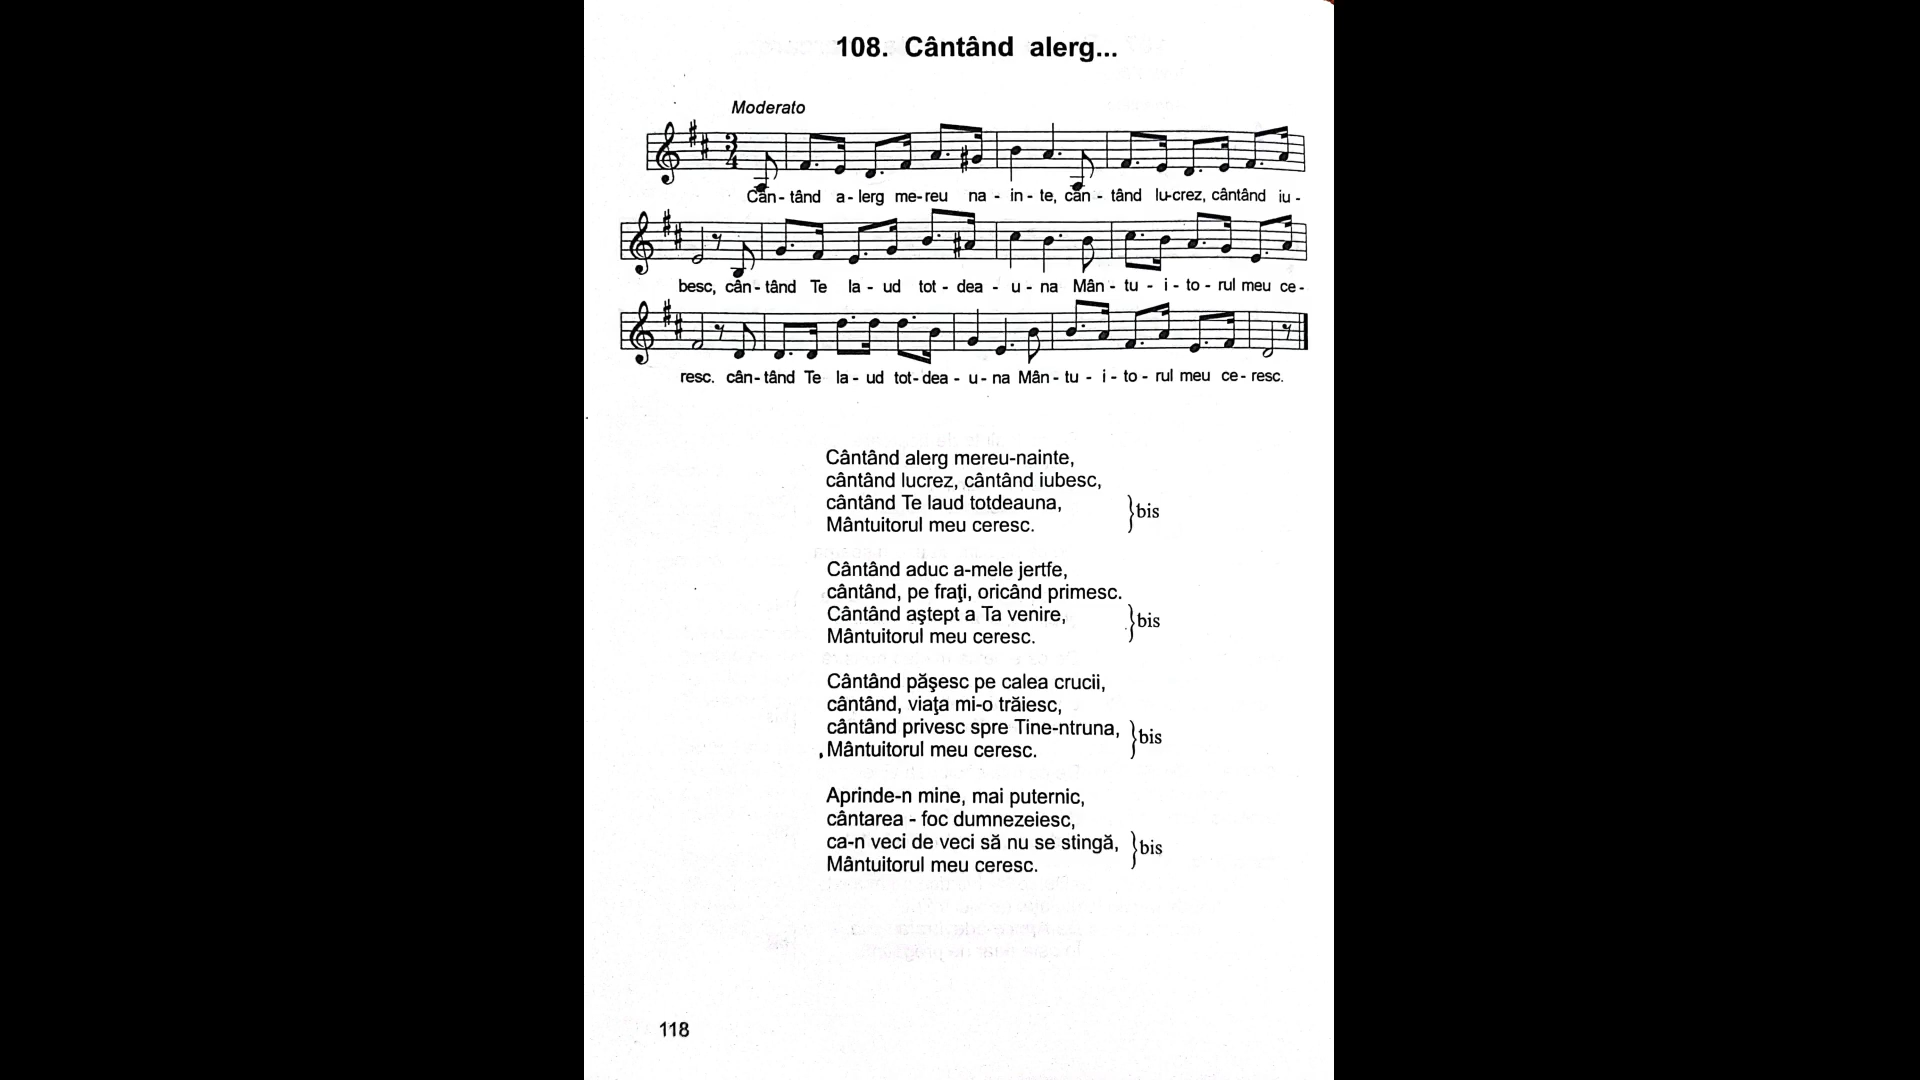 108. Cântând alerg...
Moderato
3
4
Cân - tând a - lerg me - reu na - in - te, cân - tând lu-crez, cântând iu -
besc, cân - tând Te la - ud tot - dea - u - na Mân - tu - i - to - rul meu ce -
resc. cân - tând Te la - ud tot - dea - u - na Mân - tu - i - to - rul meu ce - resc.
Cântând alerg mereu-nainte,
cântând lucrez, cântând iubesc,
cântând Te laud totdeauna,
Mântuitorul meu ceresc.
bis
Cântând aduc a-mele jertfe,
cântând, pe fraţi, oricând primesc.
Cântând aştept a Ta venire,
Mântuitorul meu ceresc.
bis
Cântând păşesc pe calea crucii,
cântând, viaţa mi-o trăiesc,
cântând privesc spre Tine-ntruna,
Mântuitorul meu ceresc.
bis
Aprinde-n mine, mai puternic,
cântarea - foc dumnezeiesc,
ca-n veci de veci să nu se stingă,
Mântuitorul meu ceresc.
bis
118